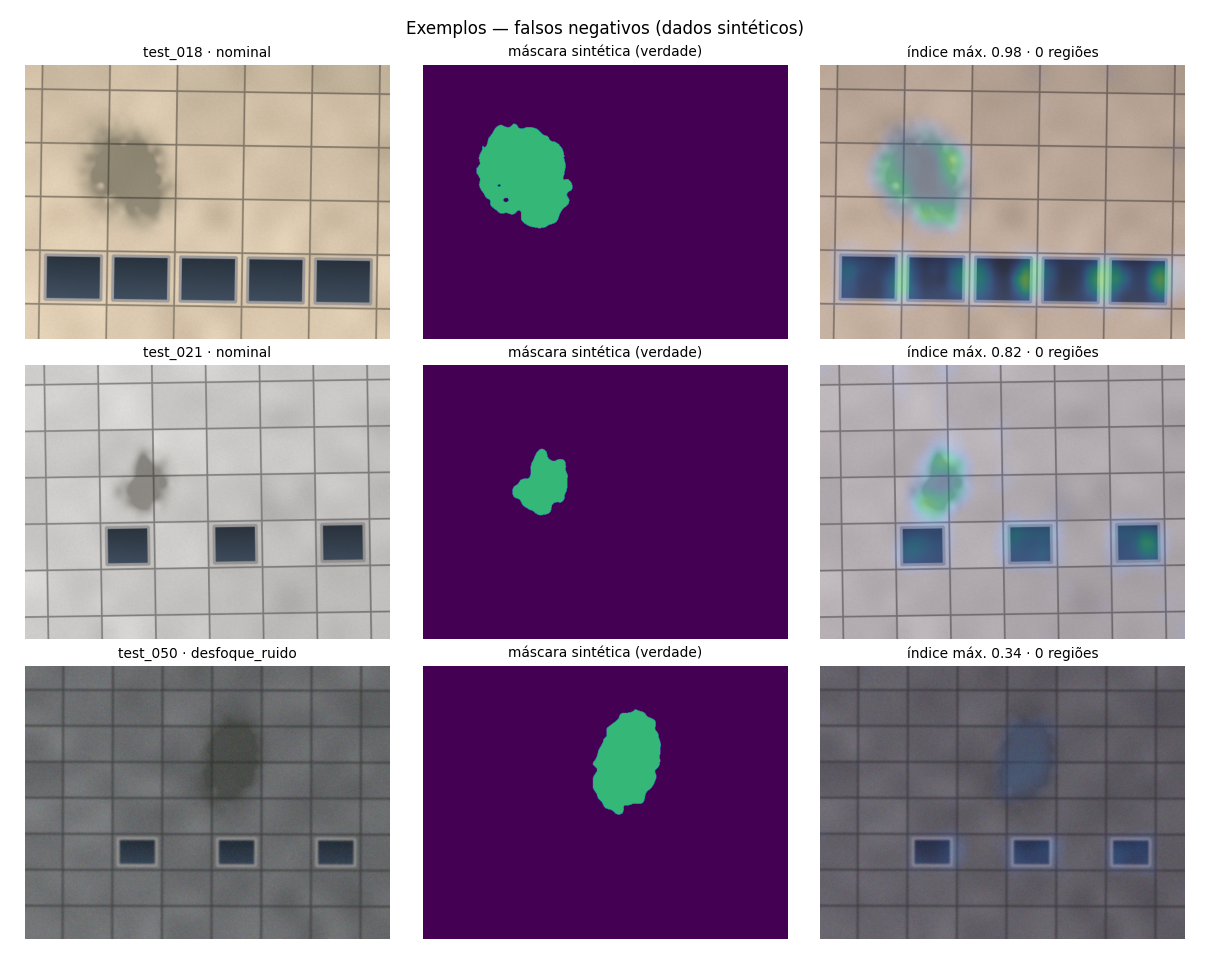 Exemplos — falsos negativos (dados sintéticos)
test_018 · nominal
máscara sintética (verdade)
índice máx. 0.98 · 0 regiões
test_021 · nominal
máscara sintética (verdade)
índice máx. 0.82 · 0 regiões
test_050 · desfoque_ruido
máscara sintética (verdade)
índice máx. 0.34 · 0 regiões